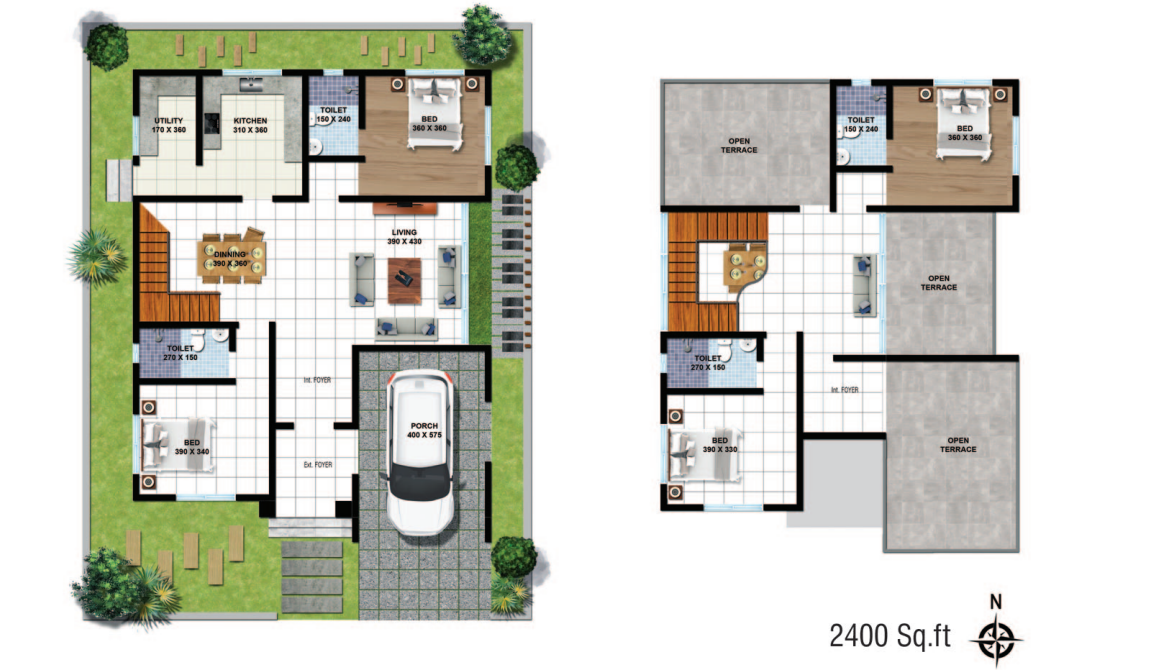 UTILITY
170 X 360
KITCHEN
310 X 360
TOILET
150 X 240
BED
360 X 360
DINNING
390 X 360
LIVING
390 X 430
TOILET
270 X 150
Int. FOYER
BED
390 X 340
Ext. FOYER
PORCH
400 X 575
OPEN
TERRACE
TOILET
150 X 240
BED
360 X 360
OPEN
TERRACE
TOILET
270 X 150
Int. FOYER
BED
390 X 330
OPEN
TERRACE
2400 Sq.ft
N